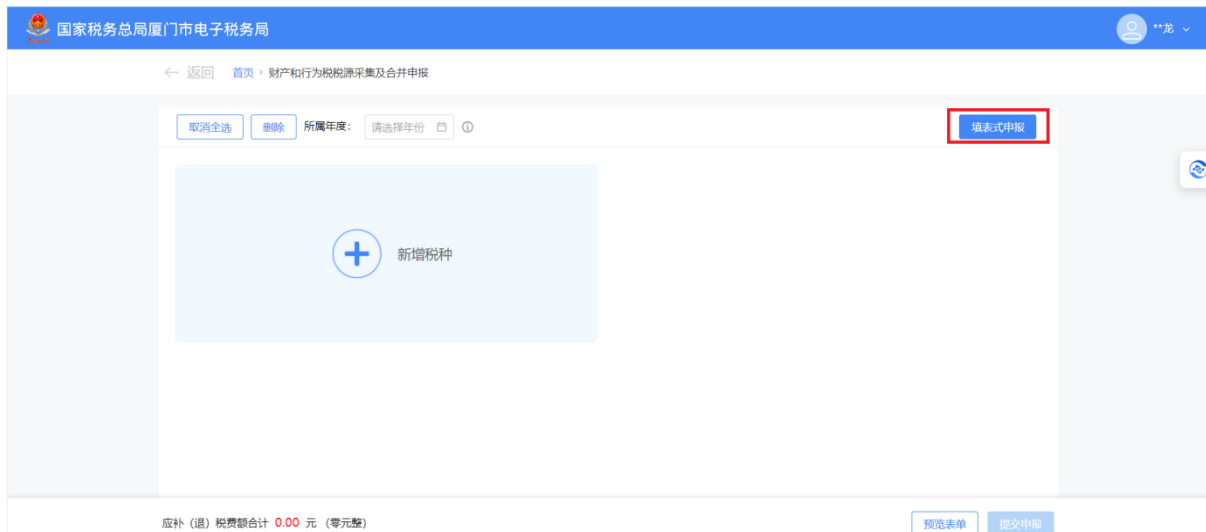 国家税务总局厦门市电子税务局 **龙
← 返回 首页 › 财产和行为税税源采集及合并申报
取消全选 删除 所属年度： 请选择年份 填表式申报
新增税种
应补（退）税费额合计 0.00 元 （零元整） 预览表单 提交申报